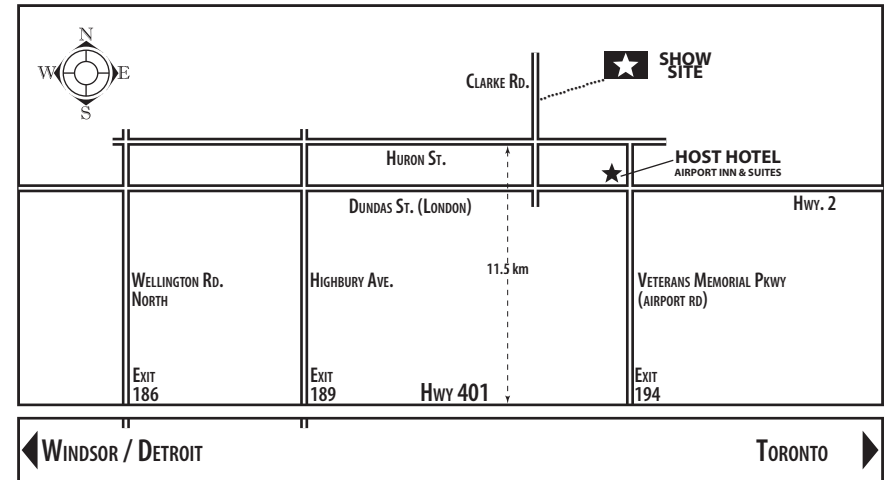 N
W
E
S
Clarke Rd.
SHOW
SITE
Huron St.
HOST HOTEL
AIRPORT INN & SUITES
Dundas St. (London)
Hwy. 2
11.5 km
Wellington Rd.
North
Highbury Ave.
Veterans Memorial Pkwy
(airport rd)
Exit
186
Exit
189
Hwy 401
Exit
194
Windsor / Detroit
Toronto